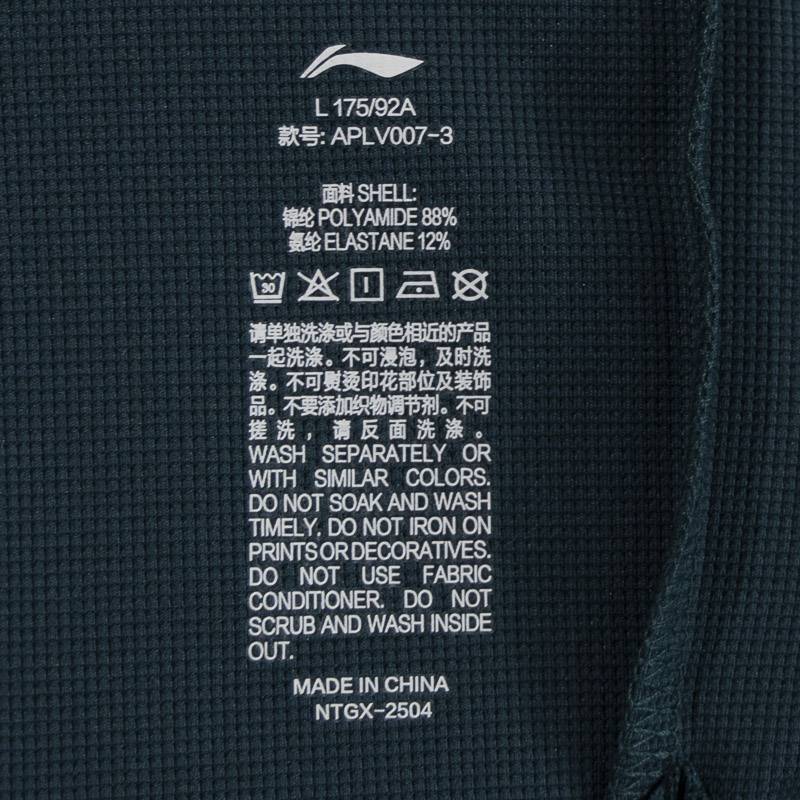 L 175/92A
款号: APLV007-3
面料 SHELL:
锦纶 POLYAMIDE 88%
氨纶 ELASTANE 12%
30
请单独洗涤或与颜色相近的产品
一起洗涤。不可浸泡，及时洗
涤。不可熨烫印花部位及装饰
品。不要添加织物调节剂。不可
搓洗，请反面洗涤。
WASH SEPARATELY OR
WITH SIMILAR COLORS.
DO NOT SOAK AND WASH
TIMELY. DO NOT IRON ON
PRINTS OR DECORATIVES.
DO NOT USE FABRIC
CONDITIONER. DO NOT
SCRUB AND WASH INSIDE
OUT.
MADE IN CHINA
NTGX-2504